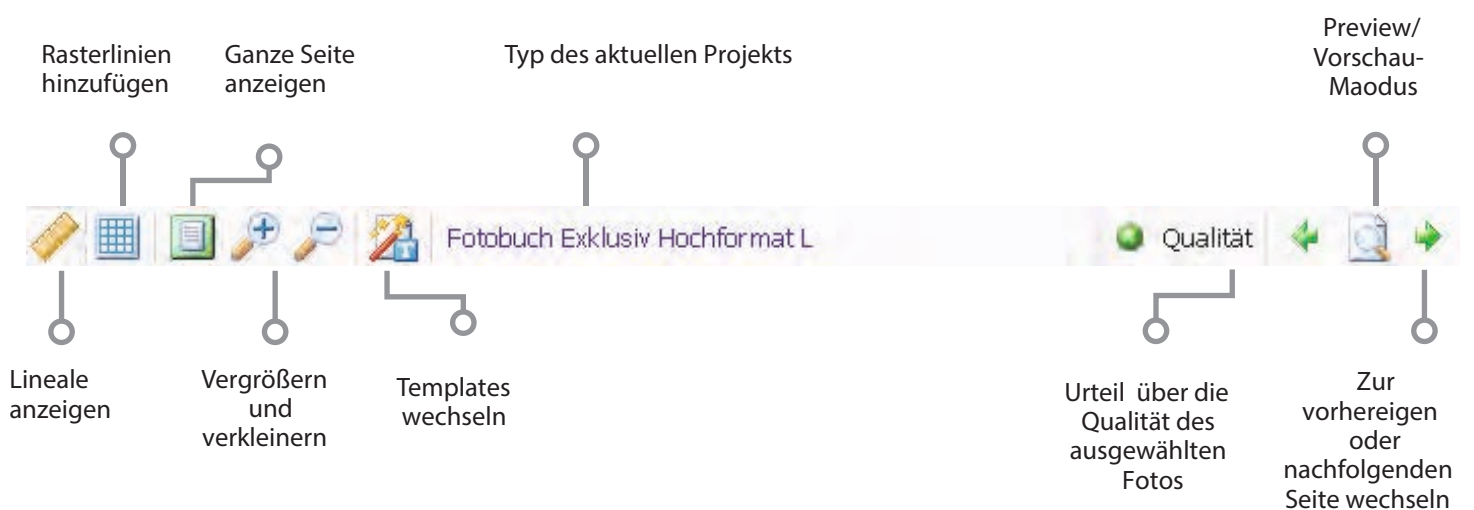 Rasterlinien
hinzufügen
Ganze Seite
anzeigen
Typ des aktuellen Projekts
Preview/
Vorschau-
Maodus
Fotobuch Exklusiv Hochformat L
Qualität
Lineale
anzeigen
Vergrößern
und
verkleinern
Templates
wechseln
Urteil über die
Qualität des
ausgewählten
Fotos
Zur
vorhereigen
oder
nachfolgenden
Seite wechseln